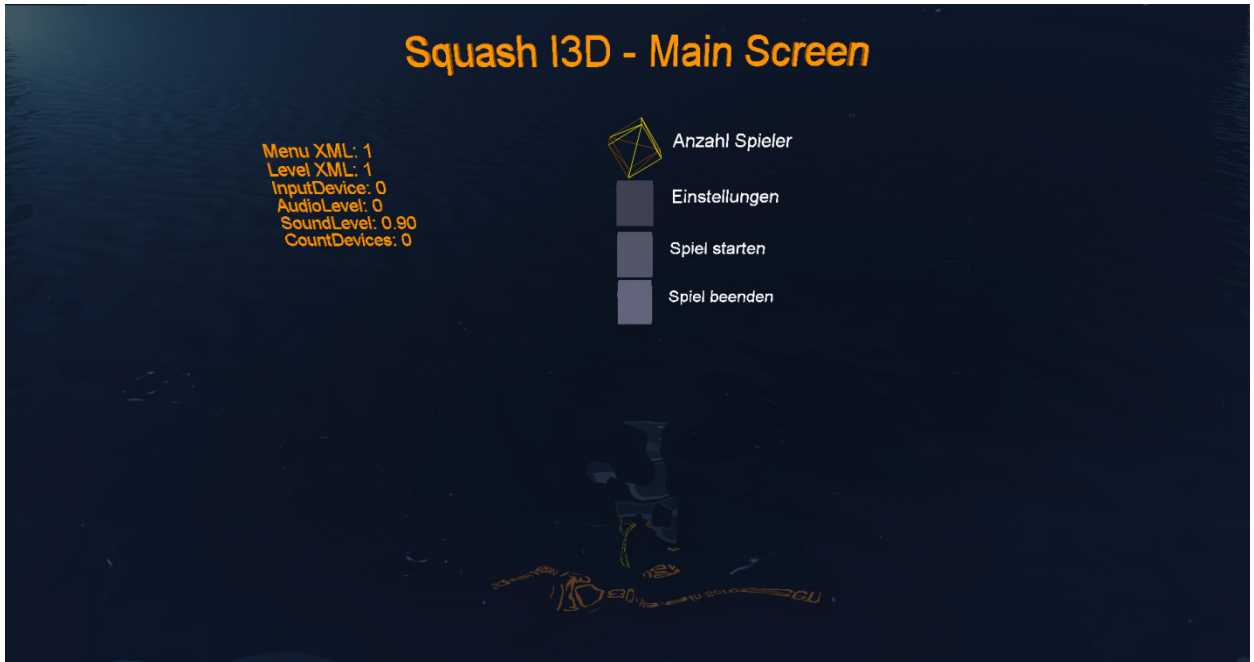 Squash I3D - Main Screen
Menu XML: 1
Level XML: 1
InputDevice: 0
AudioLevel: 0
SoundLevel: 0.90
CountDevices: 0
Anzahl Spieler
Einstellungen
Spiel starten
Spiel beenden